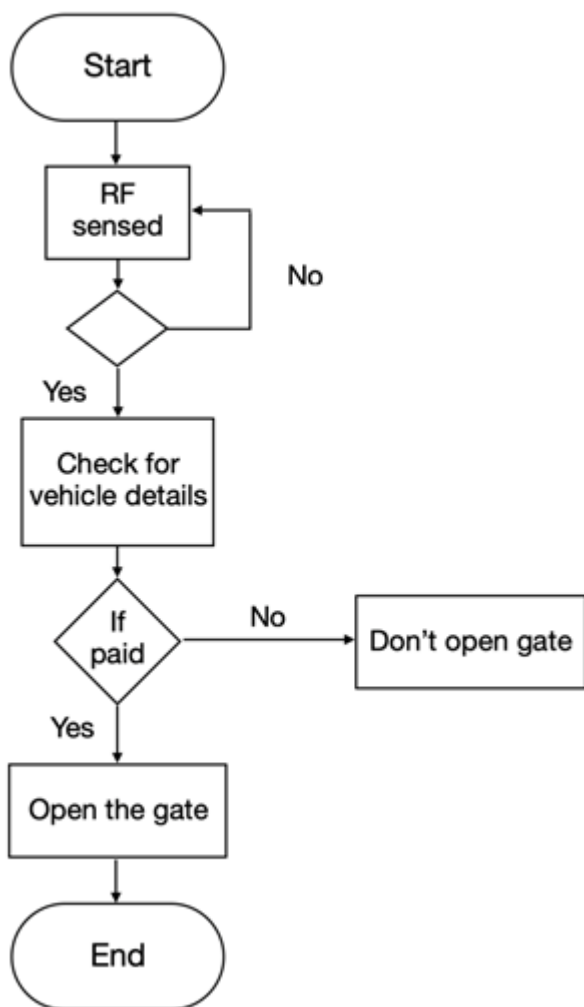 Start
RF
sensed
No
Yes
Check for
vehicle details
If
paid
No
Don’t open gate
Yes
Open the gate
End